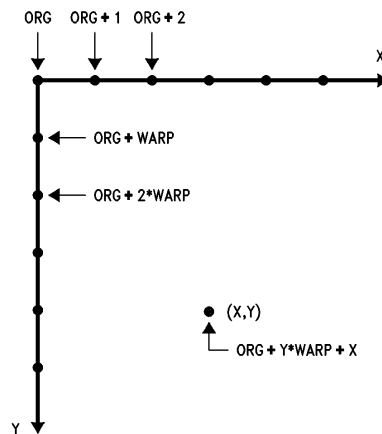 ORG ORG + 1 ORG + 2
X
ORG + WARP
ORG + 2*WARP
(X,Y)
ORG + Y*WARP + X
Y